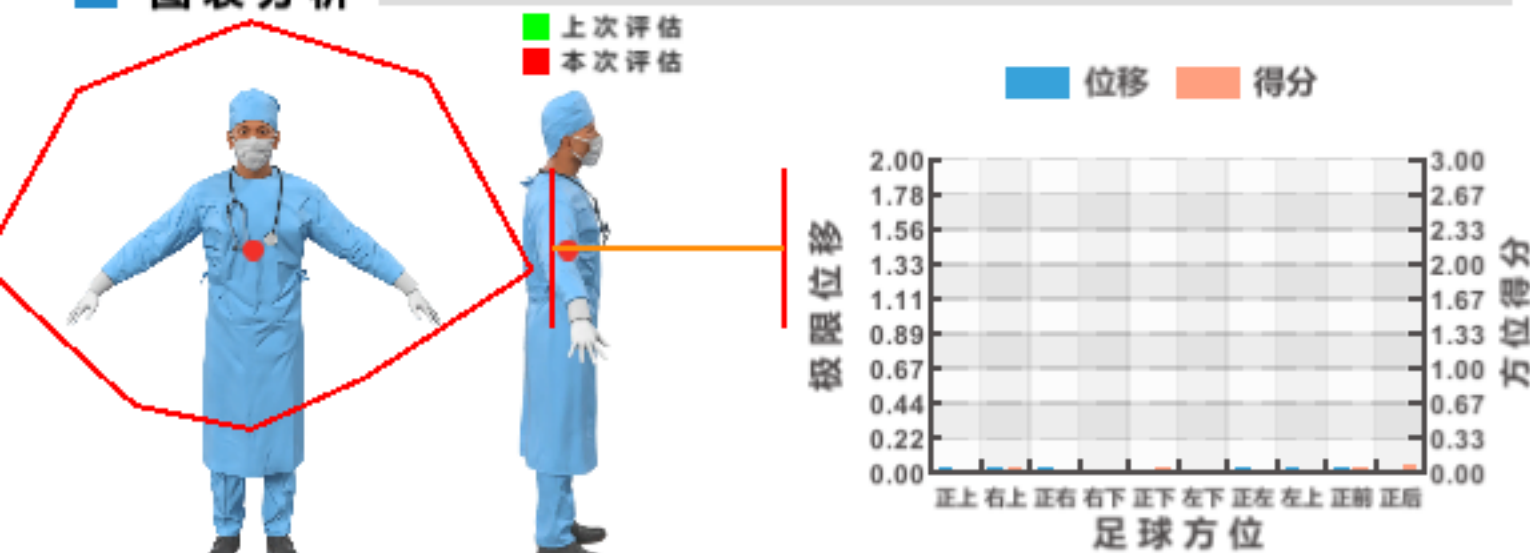 图表分析
上次评估
本次评估
位移 得分
极限位移
2.00
1.78
1.56
1.33
1.11
0.89
0.67
0.44
0.22
0.00
3.00
2.67
2.33
2.00
1.67
1.33
1.00
0.67
0.33
0.00
方位得分
正上 右上 正右 右下 正下 左下 正左 左上 正前 正后
足球方位